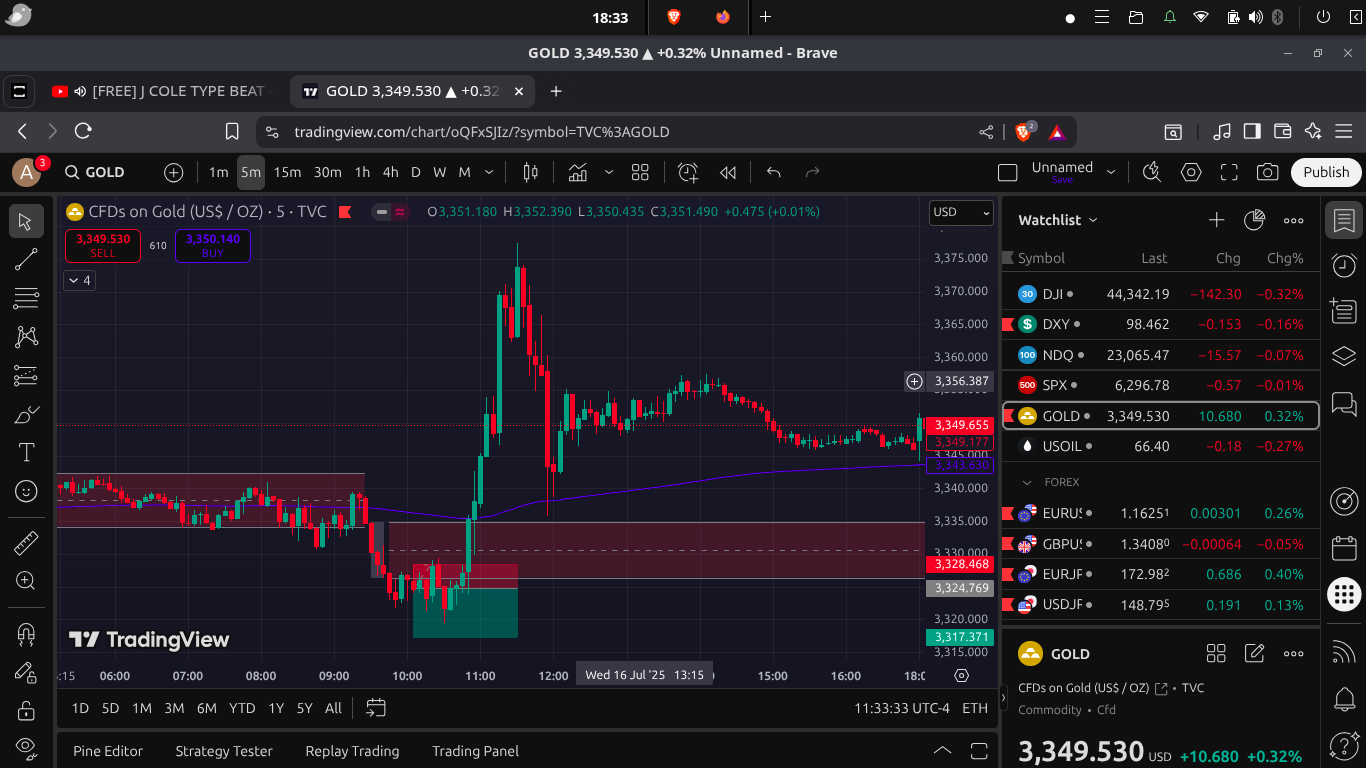 18:33
GOLD 3,349.530 ▲ +0.32% Unnamed - Brave
[FREE] J COLE TYPE BEAT
GOLD 3,349.530 ▲ +0.32
tradingview.com/chart/oQFxSJIz/?symbol=TVC%3AGOLD
2
A 3
GOLD
1m 5m 15m 30m 1h 4h D W M
Unnamed
Save
Publish
CFDs on Gold (US$ / OZ) · 5 · TVC
O3,351.180 H3,352.390 L3,350.435 C3,351.490 +0.475 (+0.01%)
USD
3,349.530
SELL
610
3,350.140
BUY
4
3,375.000
3,370.000
3,365.000
3,360.000
3,356.387
3,349.655
3,349.177
3,345.000
3,343.630
3,340.000
3,335.000
3,330.000
3,328.468
3,324.769
3,320.000
3,317.371
3,315.000
TradingView
:15 06:00 07:00 08:00 09:00 10:00 11:00 12:00 Wed 16 Jul '25 13:15 15:00 16:00 18:0
1D 5D 1M 3M 6M YTD 1Y 5Y All
11:33:33 UTC-4 ETH
Pine Editor Strategy Tester Replay Trading Trading Panel
Watchlist
Symbol Last Chg Chg%
30 DJI 44,342.19 −142.30 −0.32%
$ DXY 98.462 −0.153 −0.16%
100 NDQ 23,065.47 −15.57 −0.07%
500 SPX 6,296.78 −0.57 −0.01%
GOLD 3,349.530 10.680 0.32%
USOIL 66.40 −0.18 −0.27%
FOREX
EURUS 1.16251 0.00301 0.26%
GBPUS 1.34080 −0.00064 −0.05%
EURJF 172.982 0.686 0.40%
USDJF 148.795 0.191 0.13%
GOLD
CFDs on Gold (US$ / OZ) • TVC
Commodity • Cfd
3,349.530 USD +10.680 +0.32%